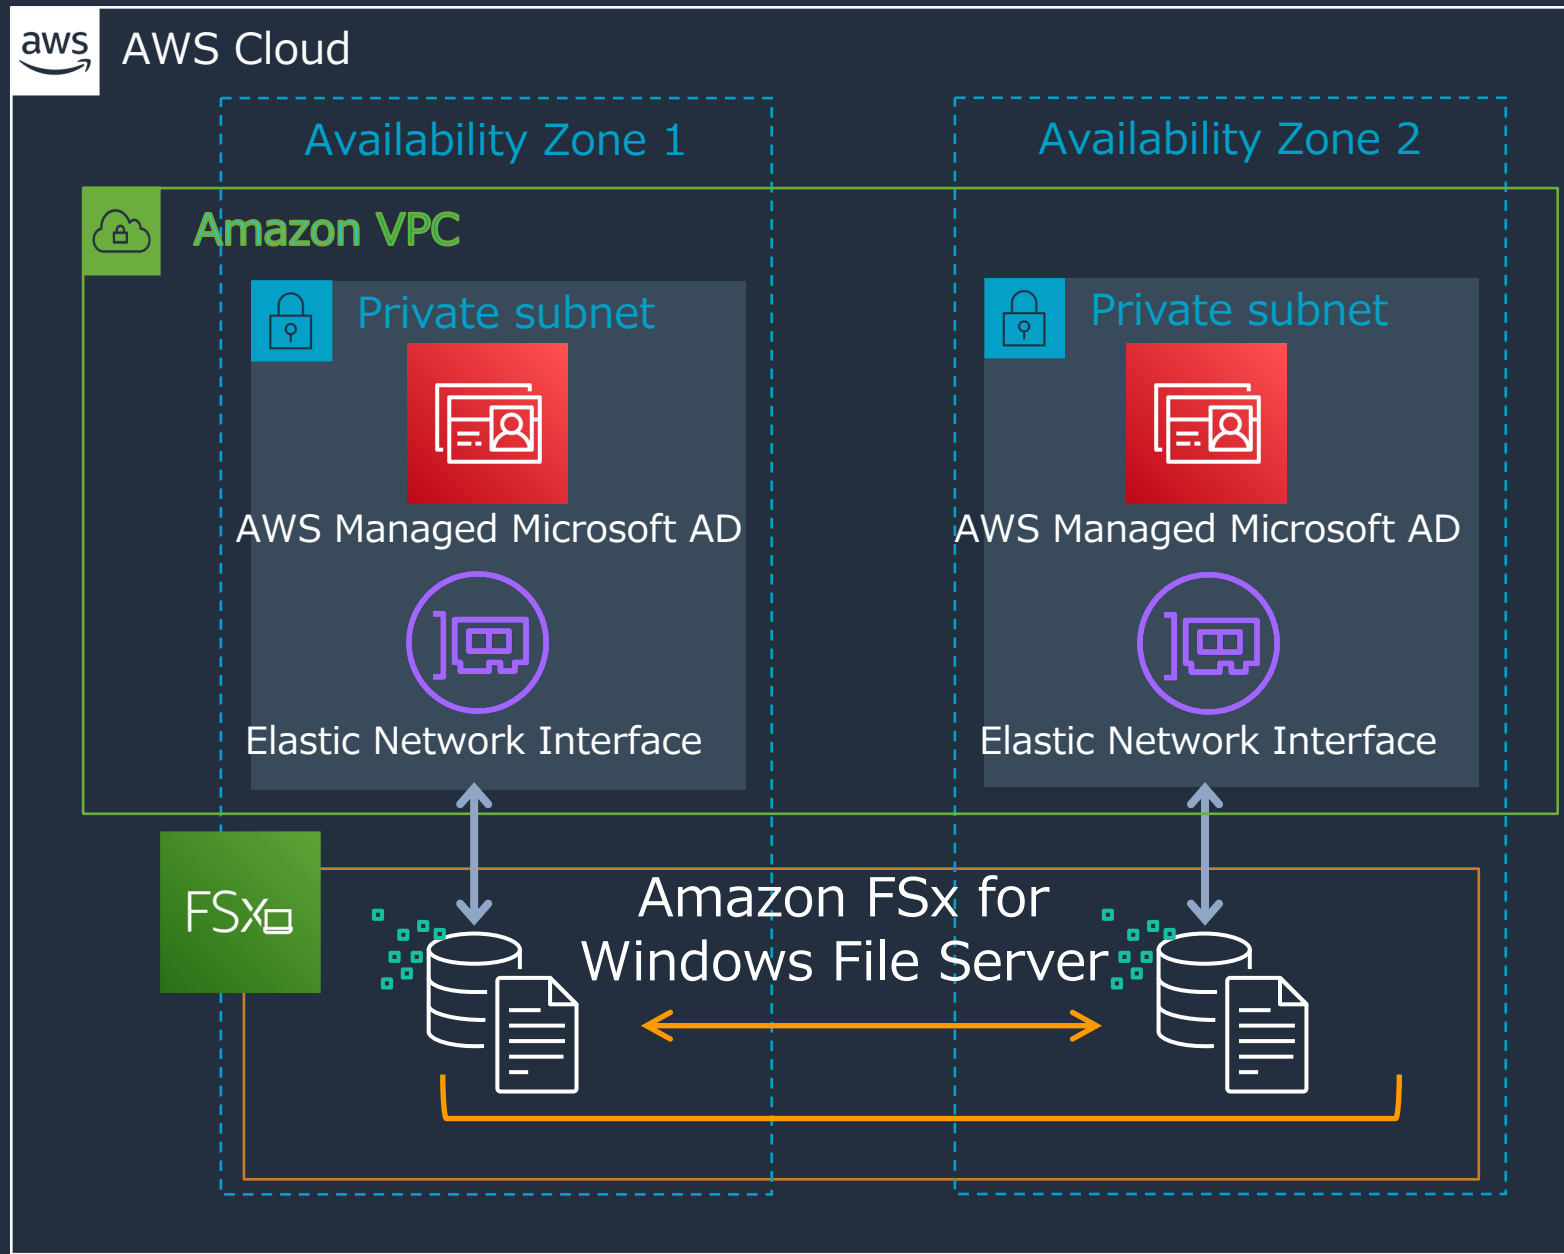 aws
AWS Cloud
Availability Zone 1
Availability Zone 2
Amazon VPC
Private subnet
Private subnet
AWS Managed Microsoft AD
AWS Managed Microsoft AD
Elastic Network Interface
Elastic Network Interface
FSx
Amazon FSx for
Windows File Server